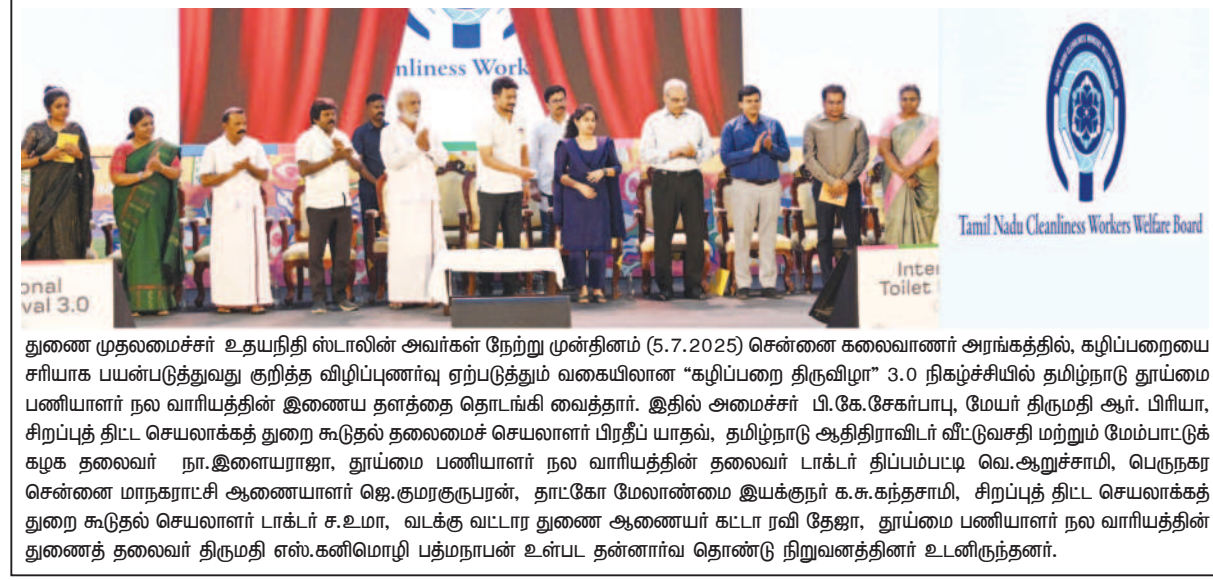 nliness Work
Tamil Nadu Cleanliness Workers Welfare Board
onal
val 3.0
Inter
Toilet
துணை முதலமைச்சர் உதயநிதி ஸ்டாலின் அவர்கள் நேற்று முன்தினம் (5.7.2025) சென்னை கலைவாணர் அரங்கத்தில், கழிப்பறையை
சரியாக பயன்படுத்துவது குறித்த விழிப்புணர்வு ஏற்படுத்தும் வகையிலான “கழிப்பறை திருவிழா” 3.0 நிகழ்ச்சியில் தமிழ்நாடு தூய்மை
பணியாளர் நல வாரியத்தின் இணைய தளத்தை தொடங்கி வைத்தார். இதில் அமைச்சர் பி.கே.சேகர்பாபு, மேயர் திருமதி ஆர். பிரியா,
சிறப்புத் திட்ட செயலாக்கத் துறை கூடுதல் தலைமைச் செயலாளர் பிரதீப் யாதவ், தமிழ்நாடு ஆதிதிராவிடர் வீட்டுவசதி மற்றும் மேம்பாட்டுக்
கழக தலைவர் நா.இளையராஜா, தூய்மை பணியாளர் நல வாரியத்தின் தலைவர் டாக்டர் திப்பம்பட்டி வெ.ஆறுச்சாமி, பெருநகர
சென்னை மாநகராட்சி ஆணையாளர் ஜெ.குமரகுருபரன், தாட்கோ மேலாண்மை இயக்குநர் க.சு.கந்தசாமி, சிறப்புத் திட்ட செயலாக்கத்
துறை கூடுதல் செயலாளர் டாக்டர் ச.உமா, வடக்கு வட்டார துணை ஆணையர் கட்டா ரவி தேஜா, தூய்மை பணியாளர் நல வாரியத்தின்
துணைத் தலைவர் திருமதி எஸ்.கனிமொழி பத்மநாபன் உள்பட தன்னார்வ தொண்டு நிறுவனத்தினர் உடனிருந்தனர்.